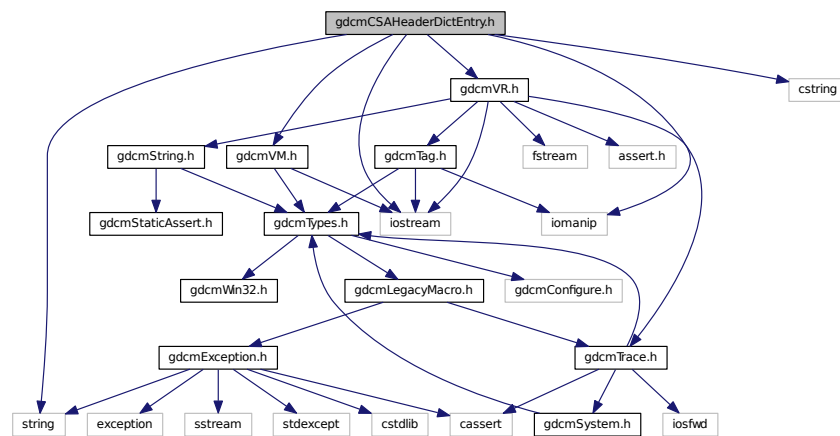 gdcmCSAHeaderDictEntry.h
gdcmVR.h
cstring
gdcmString.h
gdcmVM.h
gdcmTag.h
fstream
assert.h
gdcmStaticAssert.h
gdcmTypes.h
iostream
iomanip
gdcmWin32.h
gdcmLegacyMacro.h
gdcmConfigure.h
gdcmException.h
gdcmTrace.h
string
exception
sstream
stdexcept
cstdlib
cassert
gdcmSystem.h
iosfwd